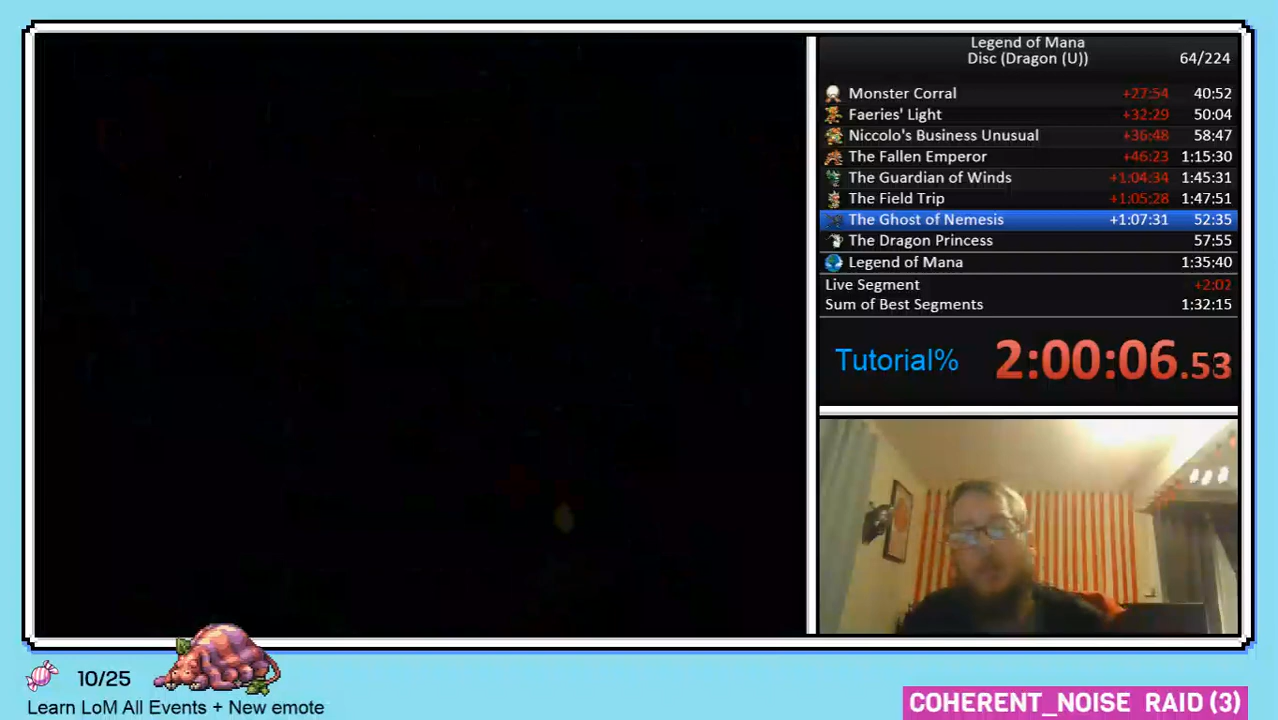 Legend of Mana
Disc (Dragon (U)) 64/224
Monster Corral +27:54 40:52
Faeries' Light +32:29 50:04
Niccolo's Business Unusual +36:48 58:47
The Fallen Emperor +46:23 1:15:30
The Guardian of Winds +1:04:34 1:45:31
The Field Trip +1:05:28 1:47:51
The Ghost of Nemesis +1:07:31 52:35
The Dragon Princess 57:55
Legend of Mana 1:35:40
Live Segment +2:02
Sum of Best Segments 1:32:15
Tutorial% 2:00:06.53
10/25
Learn LoM All Events + New emote
COHERENT_NOISE RAID (3)